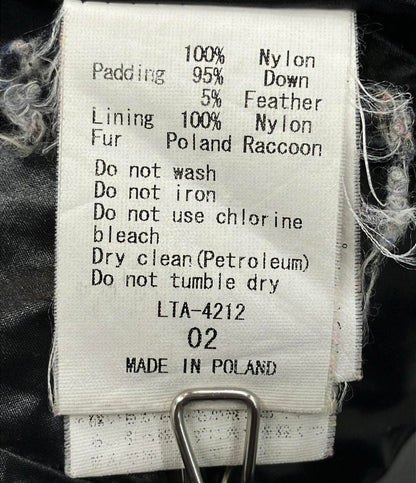 100% Nylon
Padding 95% Down
5% Feather
Lining 100% Nylon
Fur Poland Raccoon
Do not wash
Do not iron
Do not use chlorine
bleach
Dry clean(Petroleum)
Do not tumble dry
LTA-4212
02
MADE IN POLAND